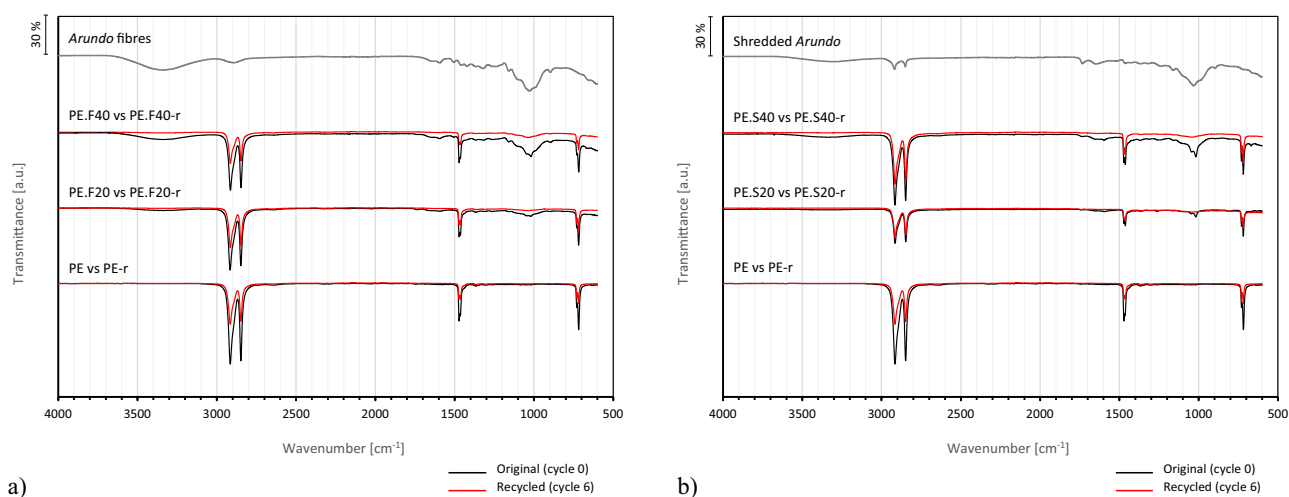 30 %
Arundo fibres
PE.F40 vs PE.F40-r
PE.F20 vs PE.F20-r
PE vs PE-r
Transmittance [a.u.]
4000 3500 3000 2500 2000 1500 1000 500
Wavenumber [cm-1]
Original (cycle 0)
Recycled (cycle 6)
a)
30 %
Shredded Arundo
PE.S40 vs PE.S40-r
PE.S20 vs PE.S20-r
PE vs PE-r
Transmittance [a.u.]
4000 3500 3000 2500 2000 1500 1000 500
Wavenumber [cm-1]
Original (cycle 0)
Recycled (cycle 6)
b)